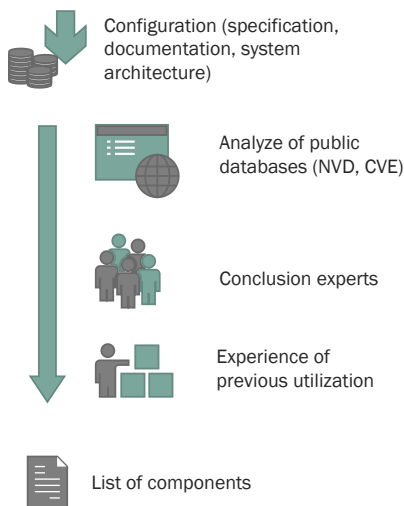 Configuration (specification,
documentation, system
architecture)
Analyze of public
databases (NVD, CVE)
Conclusion experts
Experience of
previous utilization
List of components